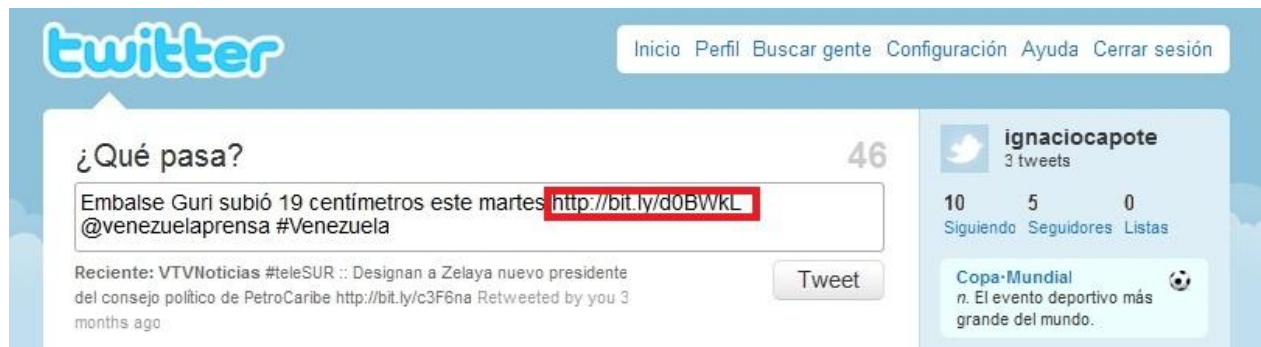 twitter
Inicio Perfil Buscar gente Configuración Ayuda Cerrar sesión
¿Qué pasa?
46
Embalse Guri subió 19 centímetros este martes http://bit.ly/d0BWkL
@venezuelaprensa #Venezuela
Reciente: VTVNoticias #teleSUR :: Designan a Zelaya nuevo presidente
del consejo político de PetroCaribe http://bit.ly/c3F6na Retweeted by you 3
months ago
Tweet
ignaciocapote
3 tweets
10 5 0
Siguiendo Seguidores Listas
Copa·Mundial
n. El evento deportivo más
grande del mundo.